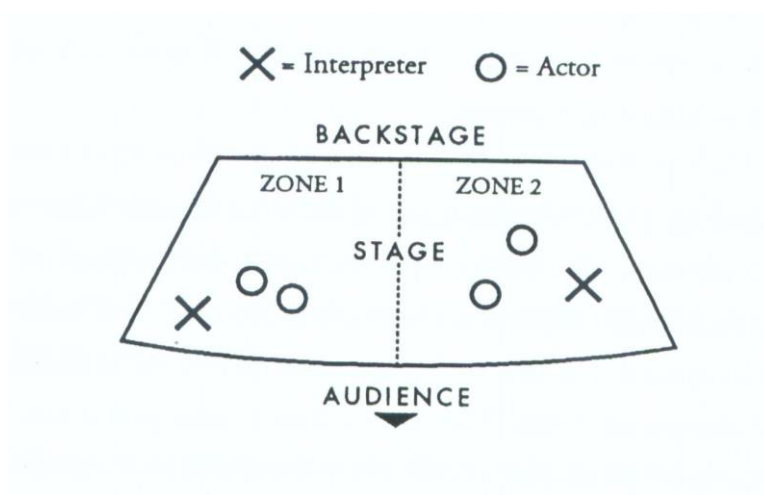 X = Interpreter O = Actor
BACKSTAGE
ZONE 1 ZONE 2
STAGE
AUDIENCE